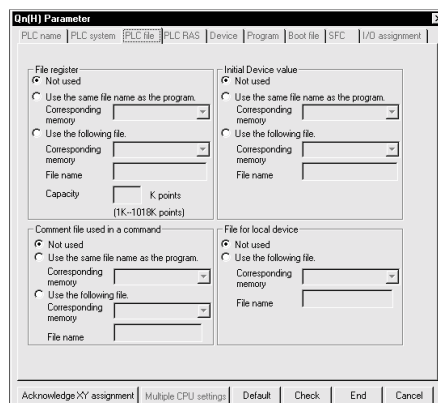 Qn(H) Parameter
PLC name PLC system PLC file PLC RAS Device Program Boot file SFC I/O assignment
File register
Not used
Use the same file name as the program.
Corresponding
memory
Use the following file.
Corresponding
memory
File name
Capacity K points
(1K--1018K points)
Initial Device value
Not used
Use the same file name as the program.
Corresponding
memory
Use the following file.
Corresponding
memory
File name
Comment file used in a command
Not used
Use the same file name as the program.
Corresponding
memory
Use the following file.
Corresponding
memory
File name
File for local device
Not used
Use the following file.
Corresponding
memory
File name
Acknowledge XY assignment Multiple CPU settings Default Check End Cancel